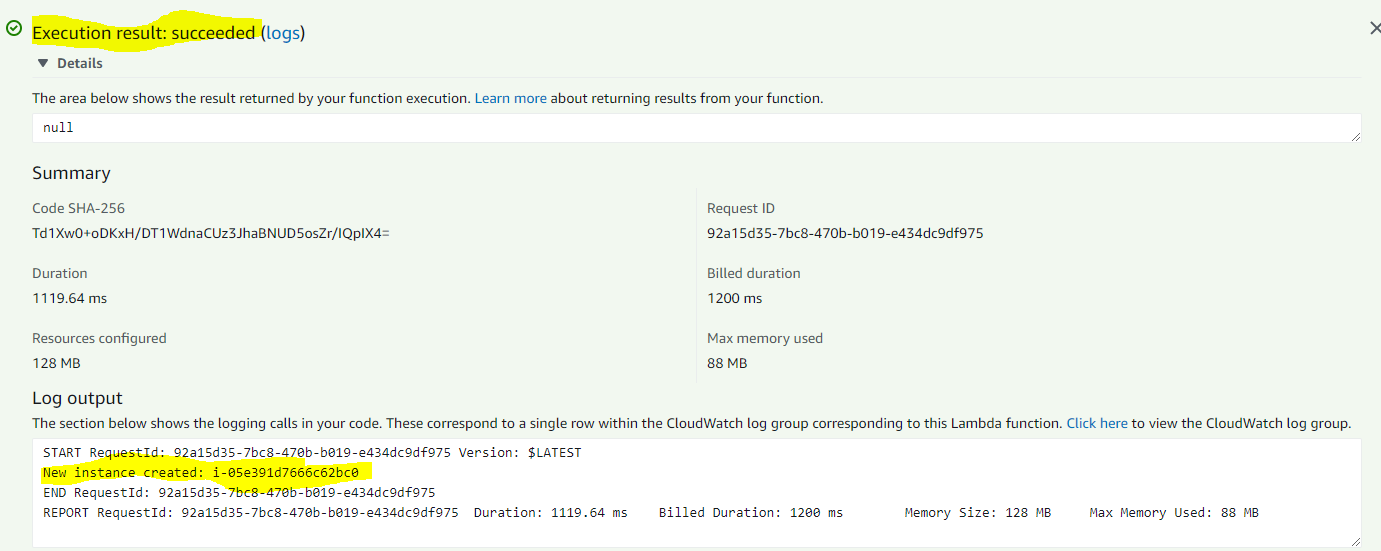 Execution result: succeeded (logs)
Details
The area below shows the result returned by your function execution. Learn more about returning results from your function.
null
Summary
Code SHA-256
Td1Xw0+oDKxH/DT1WdnaCUz3JhaBNUD5osZr/IQpIX4=
Request ID
92a15d35-7bc8-470b-b019-e434dc9df975
Duration
1119.64 ms
Billed duration
1200 ms
Resources configured
128 MB
Max memory used
88 MB
Log output
The section below shows the logging calls in your code. These correspond to a single row within the CloudWatch log group corresponding to this Lambda function. Click here to view the CloudWatch log group.
START RequestId: 92a15d35-7bc8-470b-b019-e434dc9df975 Version: $LATEST
New instance created: i-05e391d7666c62bc0
END RequestId: 92a15d35-7bc8-470b-b019-e434dc9df975
REPORT RequestId: 92a15d35-7bc8-470b-b019-e434dc9df975 Duration: 1119.64 ms Billed Duration: 1200 ms Memory Size: 128 MB Max Memory Used: 88 MB